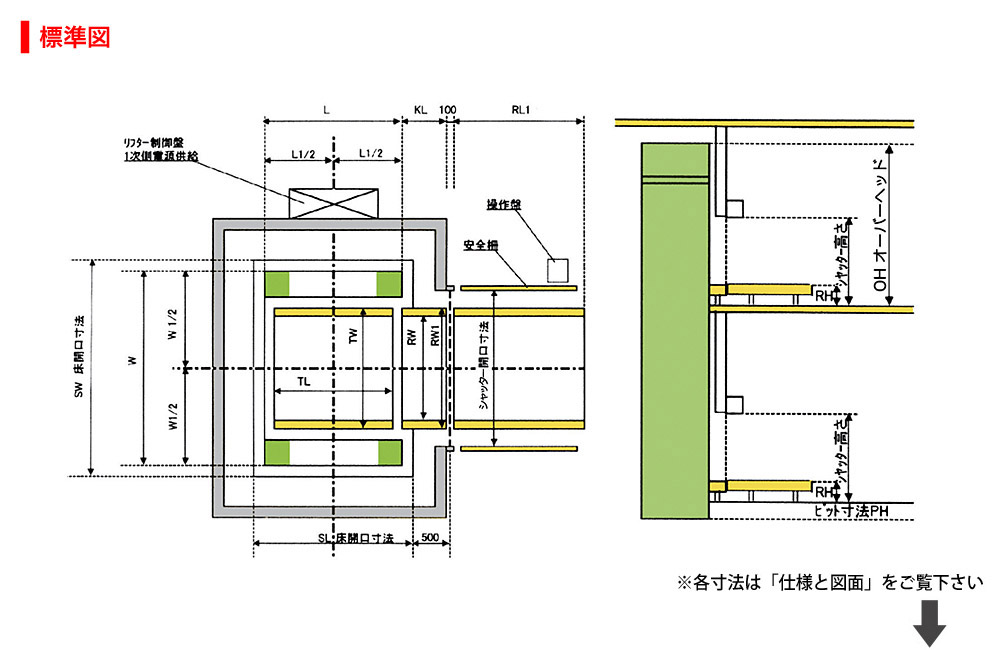 標準図
L
KL
100
RL1
リフター制御盤
1次側電源供給
L1/2
L1/2
操作盤
安全柵
SW 床開口寸法
W
W 1/2
W1/2
TW
TL
RW
RW1
シャッター開口寸法
SL 床開口寸法
500
シャッター高さ
OH オーバーヘッド
RH
シャッター高さ
RH
ピット寸法PH
※各寸法は「仕様と図面」をご覧下さい